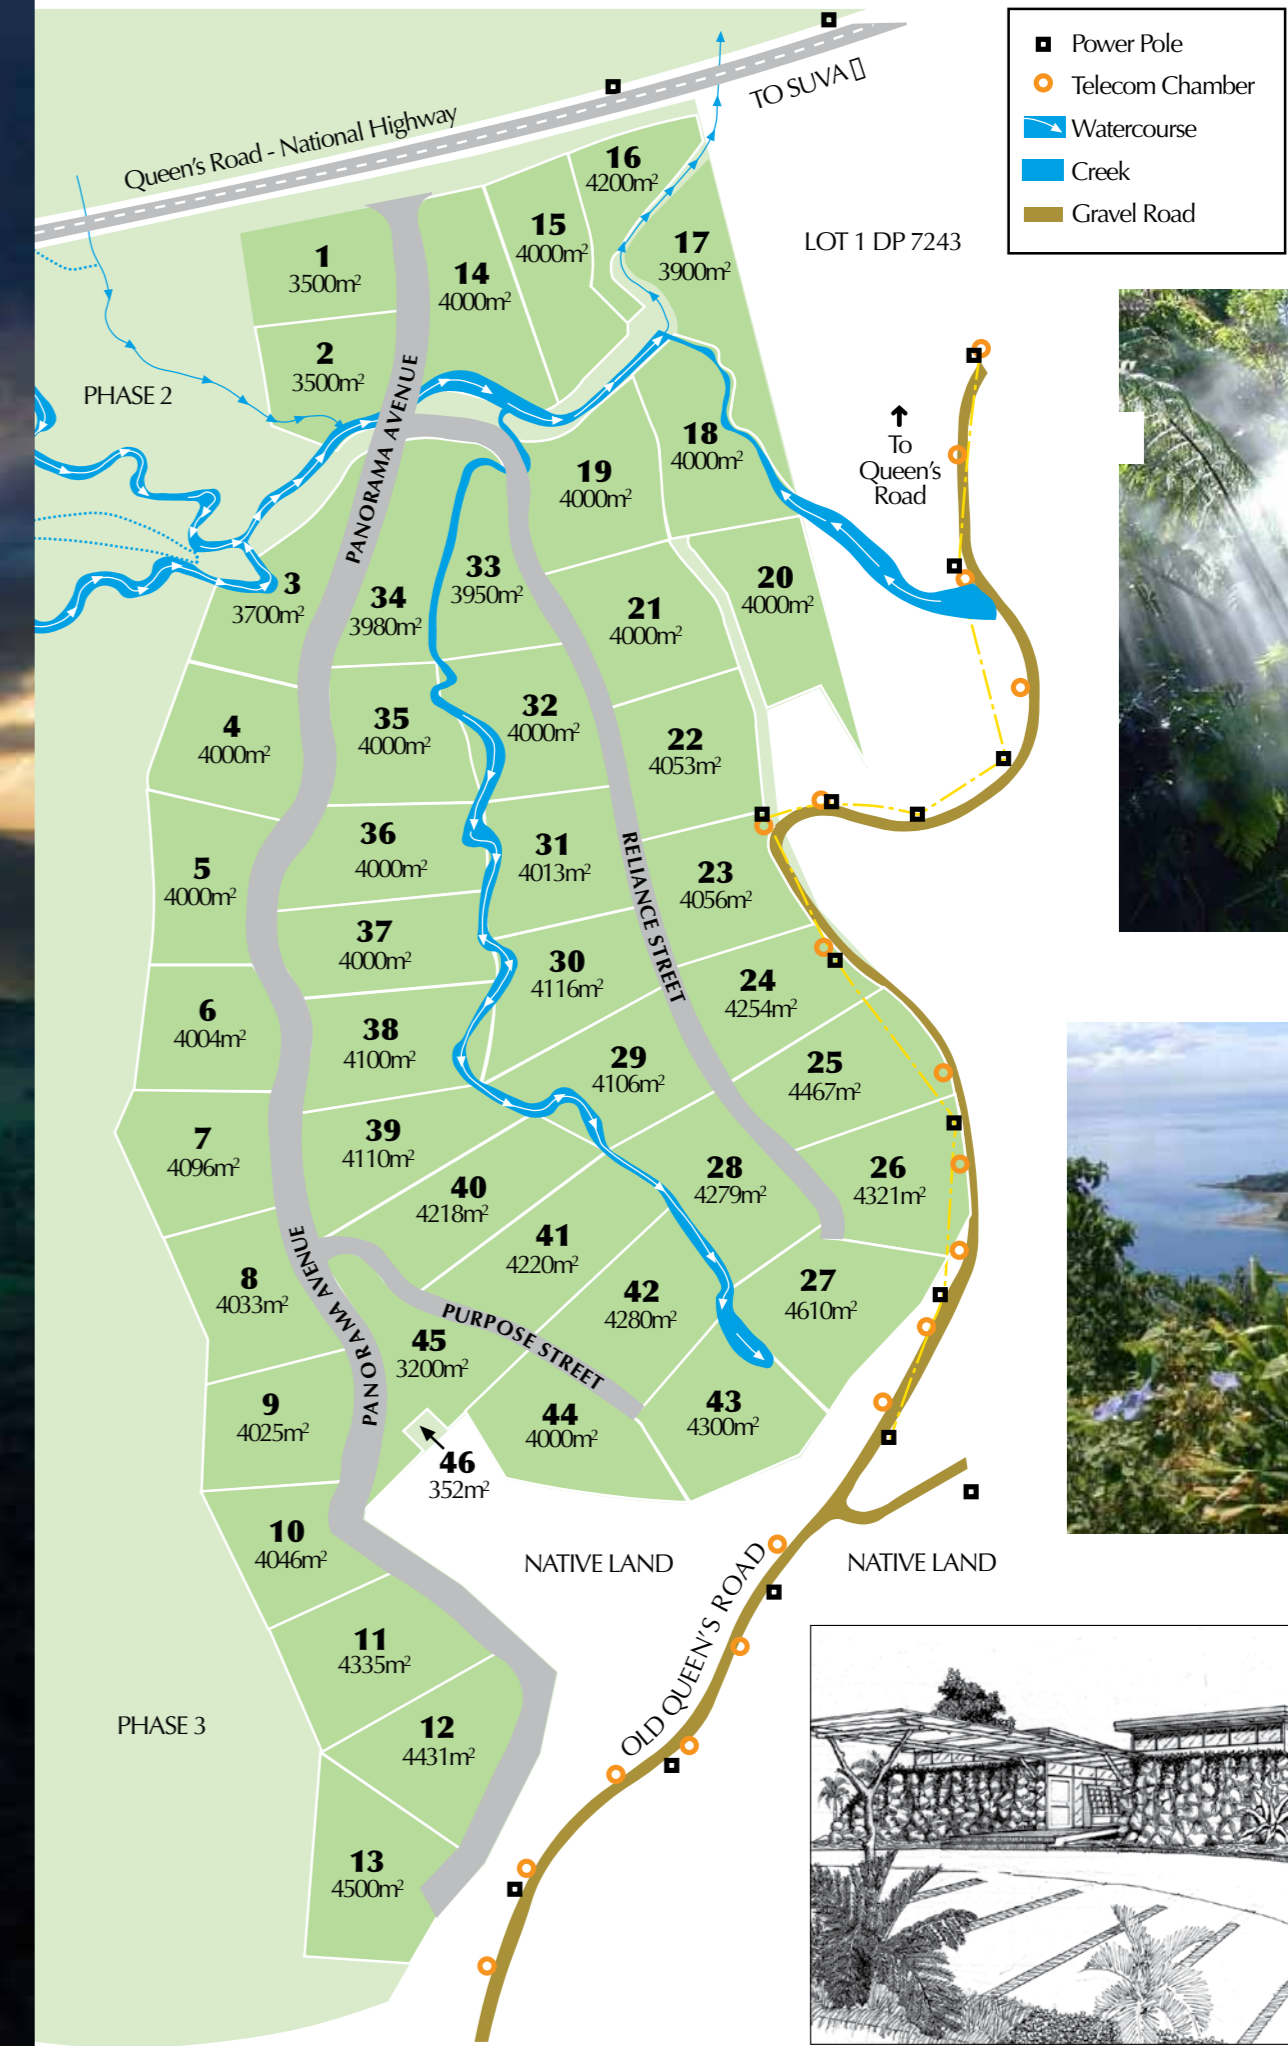 Power Pole
Telecom Chamber
Watercourse
Creek
Gravel Road
Queen's Road - National Highway
TO SUVA
LOT 1 DP 7243
PHASE 2
To
Queen's
Road
1
3500m²
2
3500m²
3
3700m²
4
4000m²
5
4000m²
6
4004m²
7
4096m²
8
4033m²
9
4025m²
10
4046m²
11
4335m²
12
4431m²
13
4500m²
14
4000m²
15
4000m²
16
4200m²
17
3900m²
18
4000m²
19
4000m²
20
4000m²
21
4000m²
22
4053m²
23
4056m²
24
4254m²
25
4467m²
26
4321m²
27
4610m²
28
4279m²
29
4106m²
30
4116m²
31
4013m²
32
4000m²
33
3950m²
34
3980m²
35
4000m²
36
4000m²
37
4000m²
38
4100m²
39
4110m²
40
4218m²
41
4220m²
42
4280m²
43
4300m²
44
4000m²
45
3200m²
46
352m²
PANORAMA AVENUE
RELIANCE STREET
PANORAMA AVENUE
PURPOSE STREET
PANORAMA
NATIVE LAND
NATIVE LAND
OLD QUEEN'S ROAD
PHASE 3